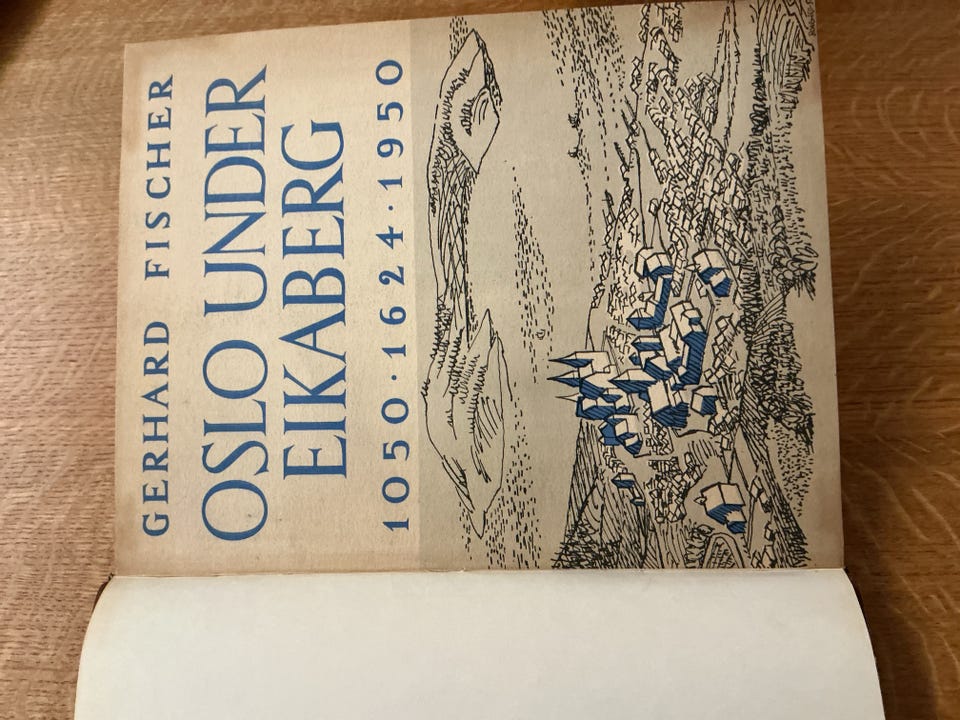 GERHARD FISCHER
OSLO UNDER
EIKABERG
1050·1624·1950